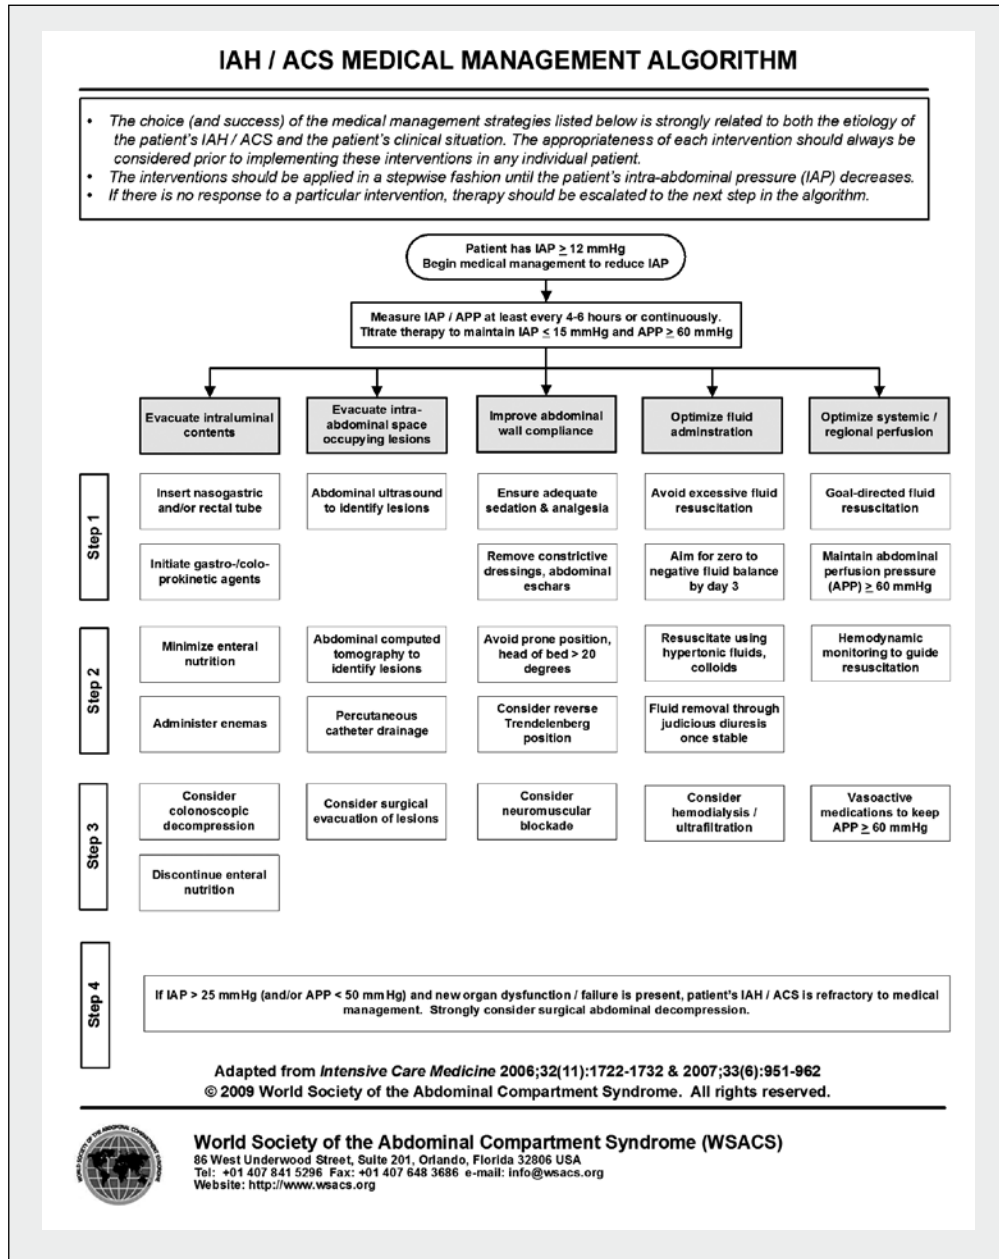 IAH / ACS MEDICAL MANAGEMENT ALGORITHM
• The choice (and success) of the medical management strategies listed below is strongly related to both the etiology of
the patient's IAH / ACS and the patient's clinical situation. The appropriateness of each intervention should always be
considered prior to implementing these interventions in any individual patient.
• The interventions should be applied in a stepwise fashion until the patient's intra-abdominal pressure (IAP) decreases.
• If there is no response to a particular intervention, therapy should be escalated to the next step in the algorithm.
Patient has IAP ≥ 12 mmHg
Begin medical management to reduce IAP
Measure IAP / APP at least every 4-6 hours or continuously.
Titrate therapy to maintain IAP ≤ 15 mmHg and APP ≥ 60 mmHg
Evacuate intraluminal
contents
Evacuate intra-
abdominal space
occupying lesions
Improve abdominal
wall compliance
Optimize fluid
adminstration
Optimize systemic /
regional perfusion
Step 1
Insert nasogastric
and/or rectal tube
Abdominal ultrasound
to identify lesions
Ensure adequate
sedation & analgesia
Avoid excessive fluid
resuscitation
Goal-directed fluid
resuscitation
Initiate gastro-/colo-
prokinetic agents
Remove constrictive
dressings, abdominal
eschars
Aim for zero to
negative fluid balance
by day 3
Maintain abdominal
perfusion pressure
(APP) ≥ 60 mmHg
Step 2
Minimize enteral
nutrition
Abdominal computed
tomography to
identify lesions
Avoid prone position,
head of bed > 20
degrees
Resuscitate using
hypertonic fluids,
colloids
Hemodynamic
monitoring to guide
resuscitation
Administer enemas
Percutaneous
catheter drainage
Consider reverse
Trendelenberg
position
Fluid removal through
judicious diuresis
once stable
Step 3
Consider
colonoscopic
decompression
Consider surgical
evacuation of lesions
Consider
neuromuscular
blockade
Consider
hemodialysis /
ultrafiltration
Vasoactive
medications to keep
APP ≥ 60 mmHg
Discontinue enteral
nutrition
Step 4
If IAP > 25 mmHg (and/or APP < 50 mmHg) and new organ dysfunction / failure is present, patient's IAH / ACS is refractory to medical
management. Strongly consider surgical abdominal decompression.
Adapted from Intensive Care Medicine 2006;32(11):1722-1732 & 2007;33(6):951-962
© 2009 World Society of the Abdominal Compartment Syndrome. All rights reserved.
WORLD SOCIETY OF THE ABDOMINAL COMPARTMENT SYNDROME
World Society of the Abdominal Compartment Syndrome (WSACS)
86 West Underwood Street, Suite 201, Orlando, Florida 32806 USA
Tel: +01 407 841 5296 Fax: +01 407 648 3686 e-mail: info@wsacs.org
Website: http://www.wsacs.org